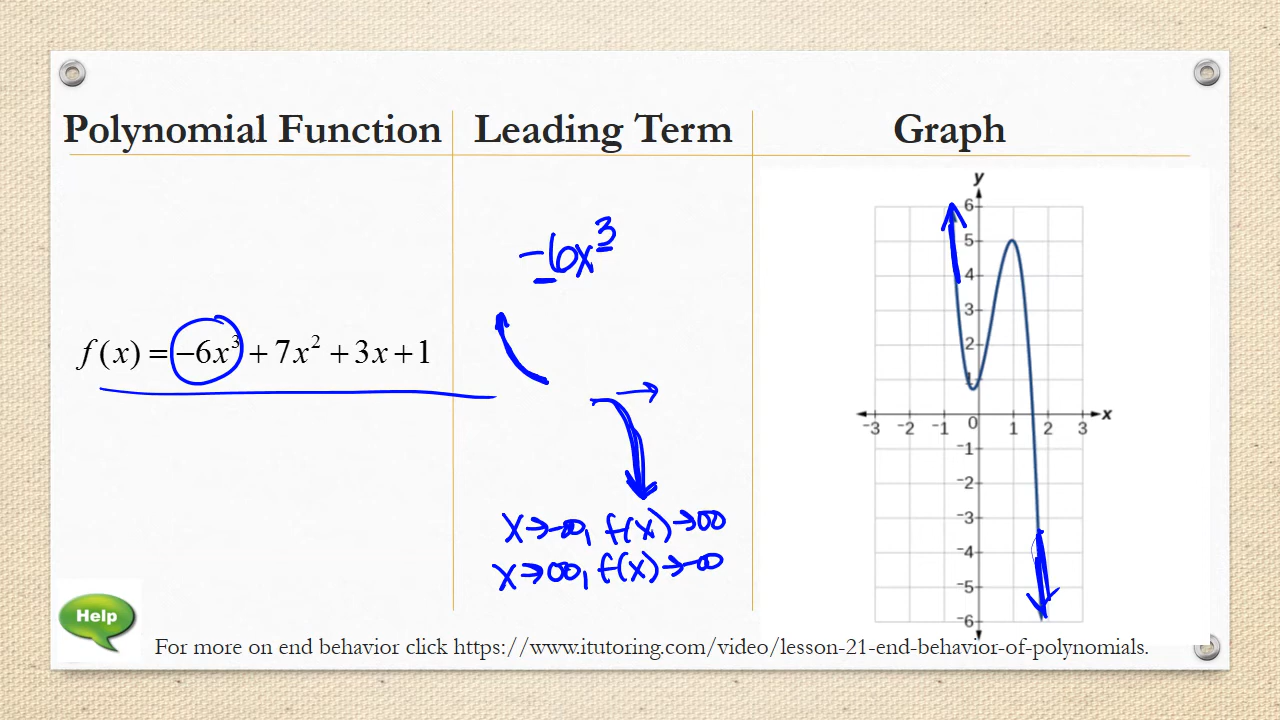 Polynomial Function Leading Term Graph
f(x) = −6x³ + 7x² + 3x + 1
−6x³
x→−∞, f(x)→∞
x→∞, f(x)→−∞
y
6
5
4
3
2
1
−3 −2 −1 0 1 2 3 x
−1
−2
−3
−4
−5
−6
Help
For more on end behavior click https://www.itutoring.com/video/lesson-21-end-behavior-of-polynomials.